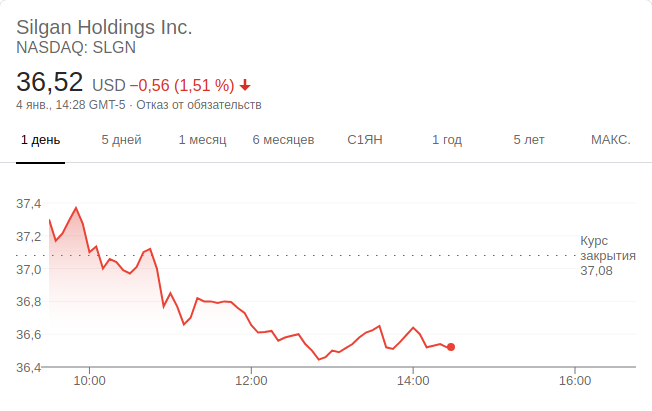 Silgan Holdings Inc.
NASDAQ: SLGN
36,52 USD −0,56 (1,51 %)
4 янв., 14:28 GMT-5 · Отказ от обязательств
1 день 5 дней 1 месяц 6 месяцев С1ЯН 1 год 5 лет МАКС.
37,4
37,2
37,0
36,8
36,6
36,4
Курс
закрытия
37,08
10:00 12:00 14:00 16:00